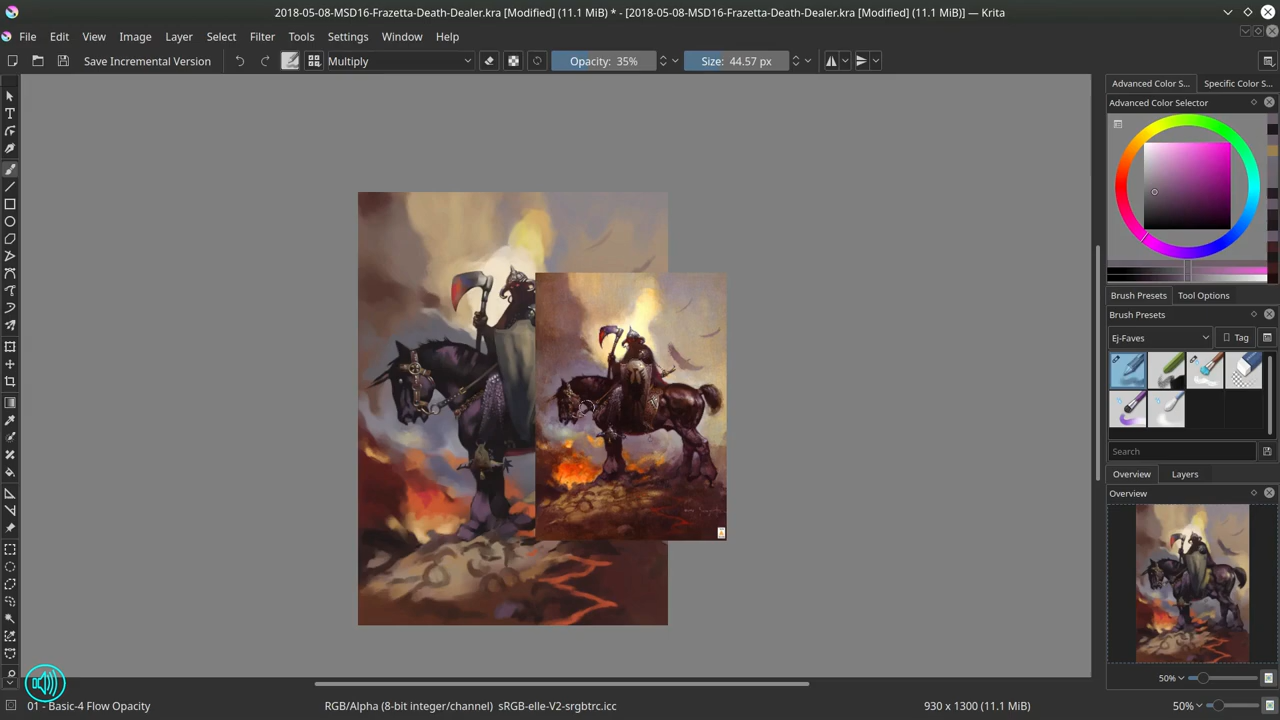 2018-05-08-MSD16-Frazetta-Death-Dealer.kra [Modified] (11.1 MiB) * - [2018-05-08-MSD16-Frazetta-Death-Dealer.kra [Modified] (11.1 MiB)] — Krita
File Edit View Image Layer Select Filter Tools Settings Window Help
Save Incremental Version Multiply Opacity: 35% Size: 44.57 px
Advanced Color S... Specific Color S...
Advanced Color Selector
Brush Presets Tool Options
Brush Presets
Ej-Faves Tag
Search
Overview Layers
Overview
50%
01 - Basic-4 Flow Opacity RGB/Alpha (8-bit integer/channel) sRGB-elle-V2-srgbtrc.icc 930 x 1300 (11.1 MiB) 50%